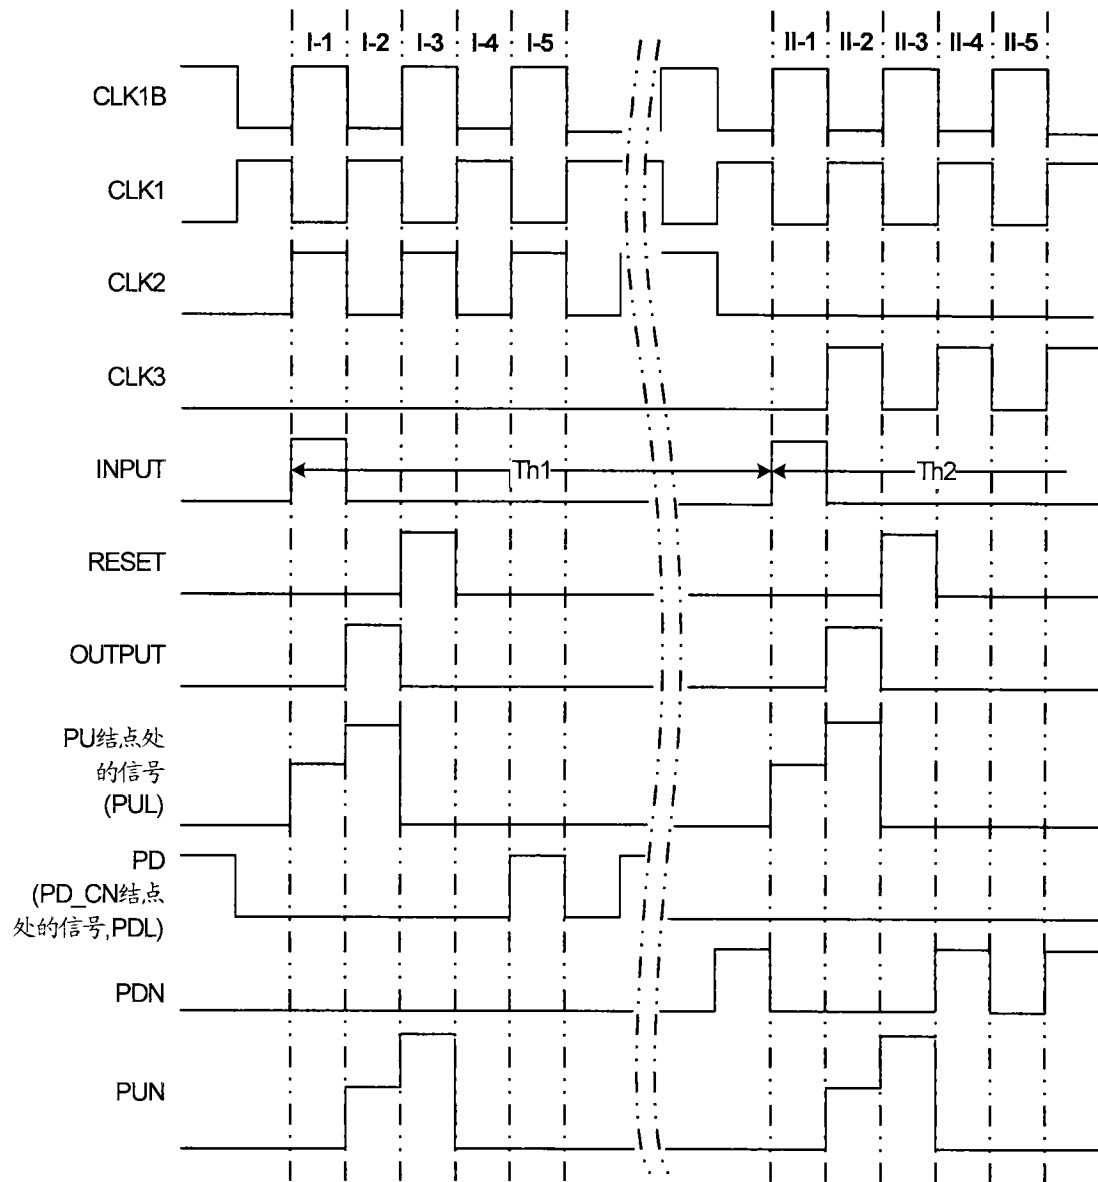 I-1 I-2 I-3 I-4 I-5 II-1 II-2 II-3 II-4 II-5
CLK1B
CLK1
CLK2
CLK3
INPUT
Th1
Th2
RESET
OUTPUT
PU结点处
的信号
(PUL)
PD
(PD_CN结点
处的信号,PDL)
PDN
PUN